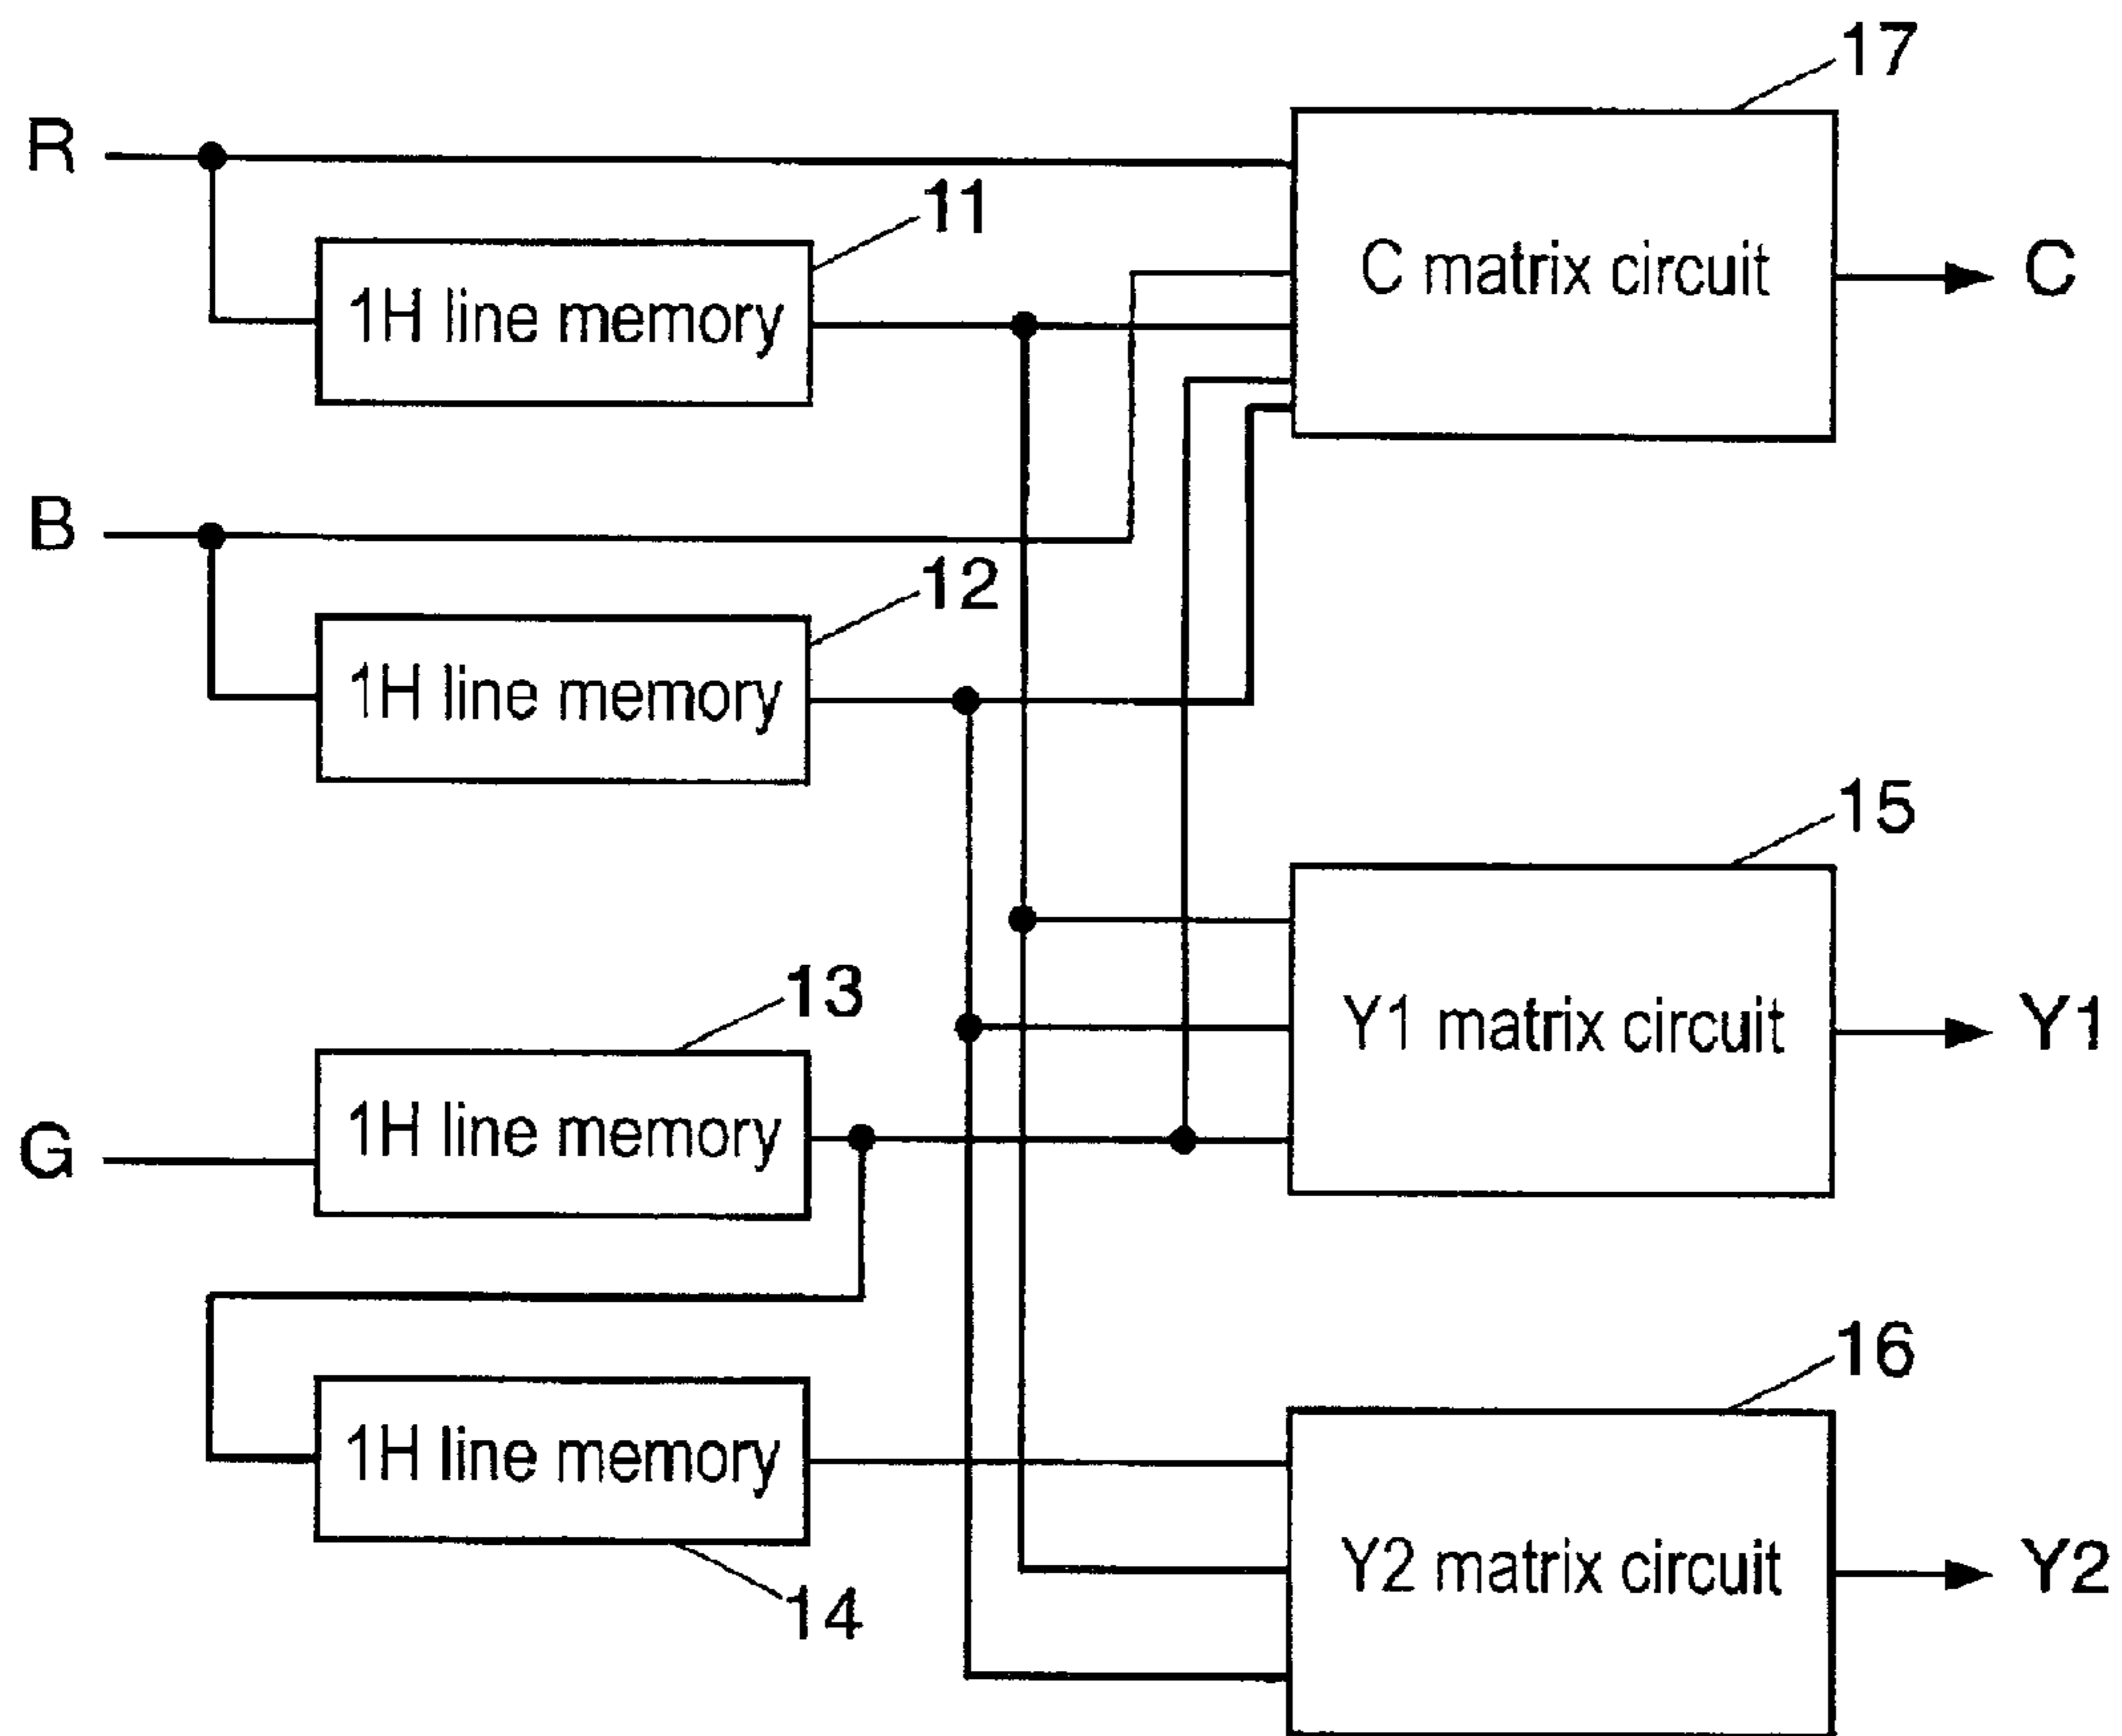 17
R
11
C matrix circuit
C
1H line memory
B
12
1H line memory
15
13
Y1 matrix circuit
Y1
1H line memory
G
16
1H line memory
Y2 matrix circuit
Y2
14